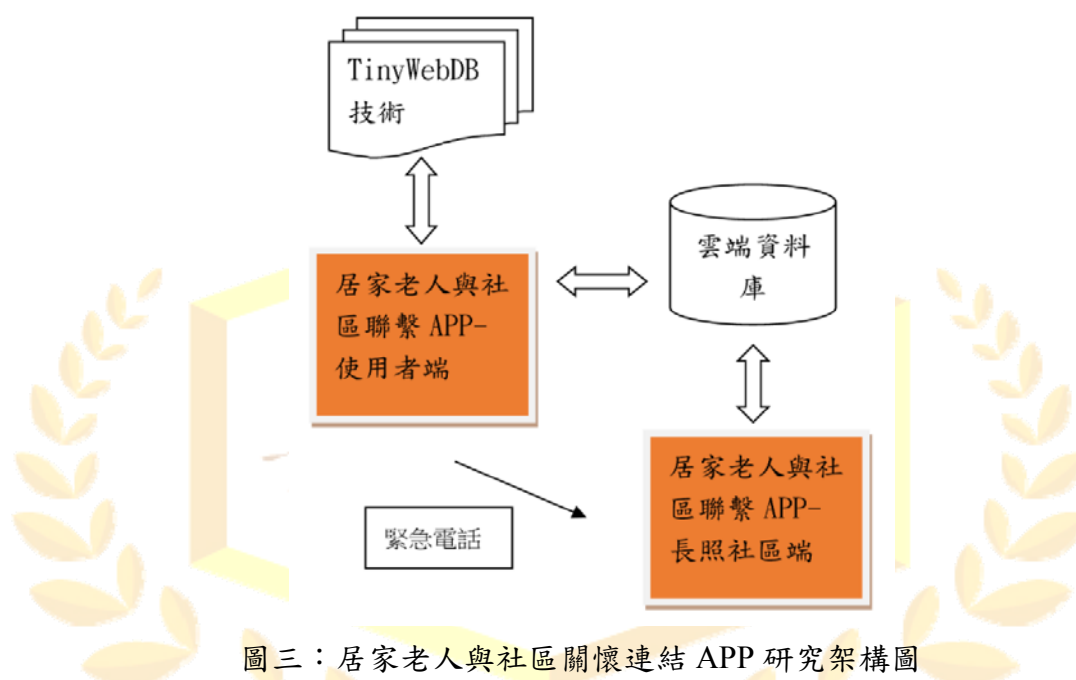 TinyWebDB
技術
雲端資料
庫
居家老人與社
區聯繫 APP-
使用者端
居家老人與社
區聯繫 APP-
長照社區端
緊急電話
圖三：居家老人與社區關懷連結 APP 研究架構圖